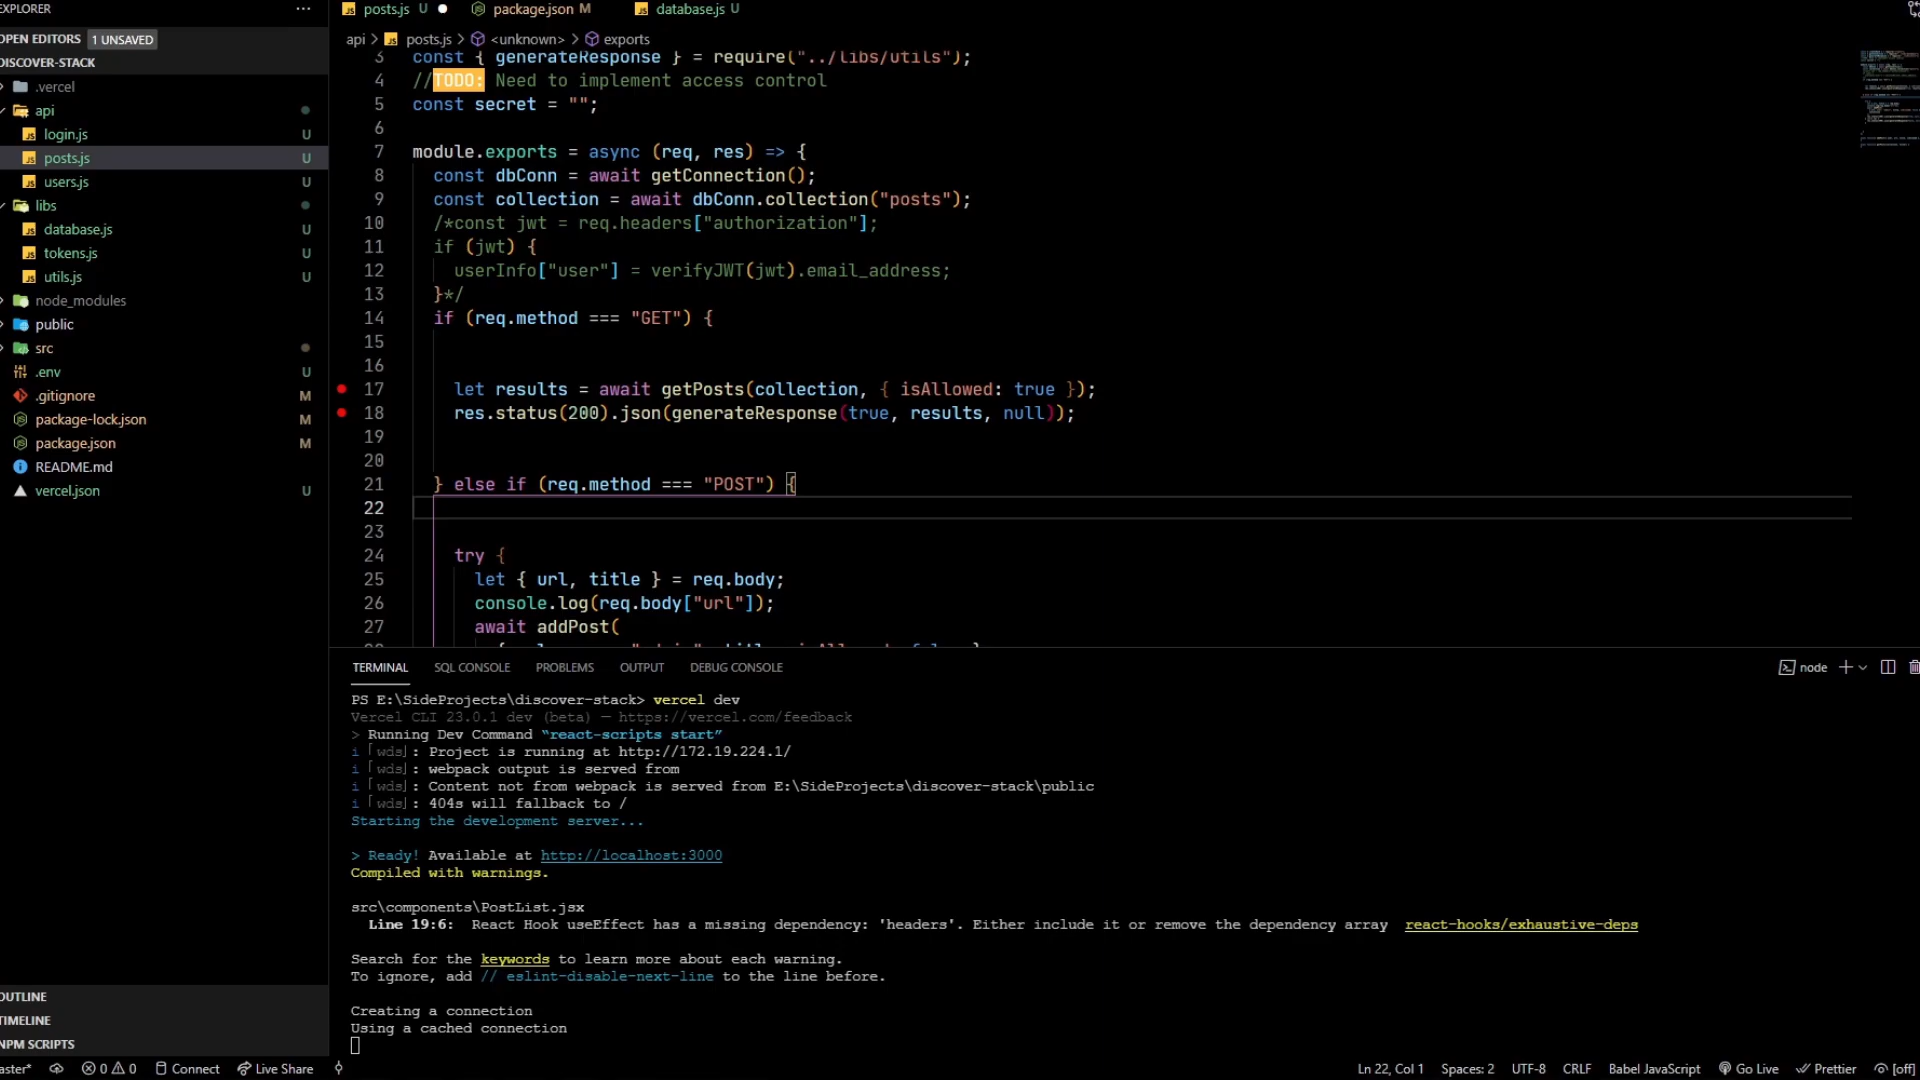 EXPLORER
OPEN EDITORS 1 UNSAVED
DISCOVER-STACK
.vercel
api
login.js U
posts.js U
users.js U
libs
database.js U
tokens.js U
utils.js U
node_modules
public
src
.env U
.gitignore M
package-lock.json M
package.json M
README.md
vercel.json U
OUTLINE
TIMELINE
NPM SCRIPTS
posts.js U package.json M database.js U
api > posts.js > <unknown> > exports
3 const { generateResponse } = require("../libs/utils");
4 //TODO: Need to implement access control
5 const secret = "";
6
7 module.exports = async (req, res) => {
8 const dbConn = await getConnection();
9 const collection = await dbConn.collection("posts");
10 /*const jwt = req.headers["authorization"];
11 if (jwt) {
12 userInfo["user"] = verifyJWT(jwt).email_address;
13 }*/
14 if (req.method === "GET") {
15
16
17 let results = await getPosts(collection, { isAllowed: true });
18 res.status(200).json(generateResponse(true, results, null));
19
20
21 } else if (req.method === "POST") {
22
23
24 try {
25 let { url, title } = req.body;
26 console.log(req.body["url"]);
27 await addPost(
TERMINAL SQL CONSOLE PROBLEMS OUTPUT DEBUG CONSOLE node
PS E:\SideProjects\discover-stack> vercel dev
Vercel CLI 23.0.1 dev (beta) — https://vercel.com/feedback
> Running Dev Command “react-scripts start”
i ｢wds｣: Project is running at http://172.19.224.1/
i ｢wds｣: webpack output is served from
i ｢wds｣: Content not from webpack is served from E:\SideProjects\discover-stack\public
i ｢wds｣: 404s will fallback to /
Starting the development server...
> Ready! Available at http://localhost:3000
Compiled with warnings.
src\components\PostList.jsx
Line 19:6: React Hook useEffect has a missing dependency: 'headers'. Either include it or remove the dependency array react-hooks/exhaustive-deps
Search for the keywords to learn more about each warning.
To ignore, add // eslint-disable-next-line to the line before.
Creating a connection
Using a cached connection
aster* 0 0 Connect Live Share Ln 22, Col 1 Spaces: 2 UTF-8 CRLF Babel JavaScript Go Live Prettier [off]